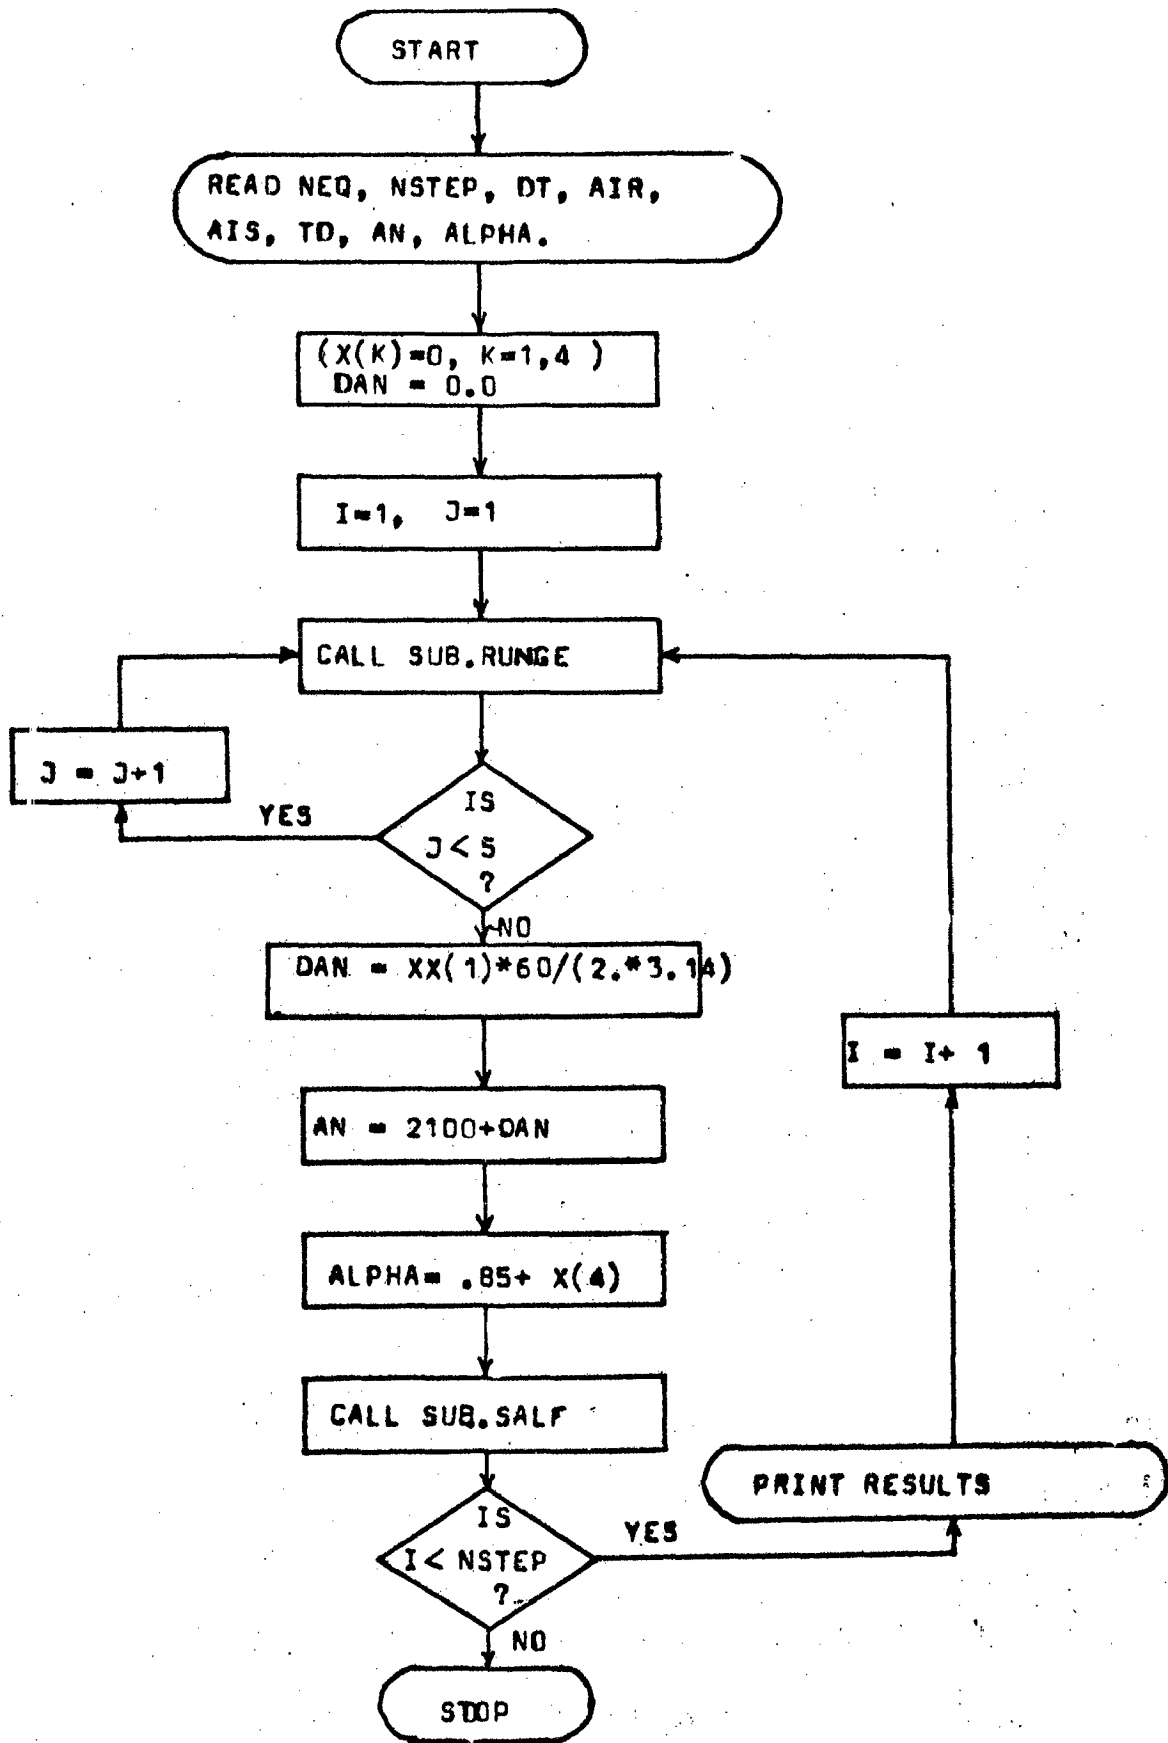 START
READ NEQ, NSTEP, DT, AIR,
AIS, TD, AN, ALPHA.
(X(K)=0, K=1,4 )
DAN = 0.0
I=1, J=1
CALL SUB.RUNGE
J = J+1
YES
IS
J < 5
?
NO
DAN = XX(1)*60/(2.*3.14)
I = I+ 1
AN = 2100+DAN
ALPHA= .85+ X(4)
CALL SUB.SALF
PRINT RESULTS
IS
I < NSTEP
?
YES
NO
STOP